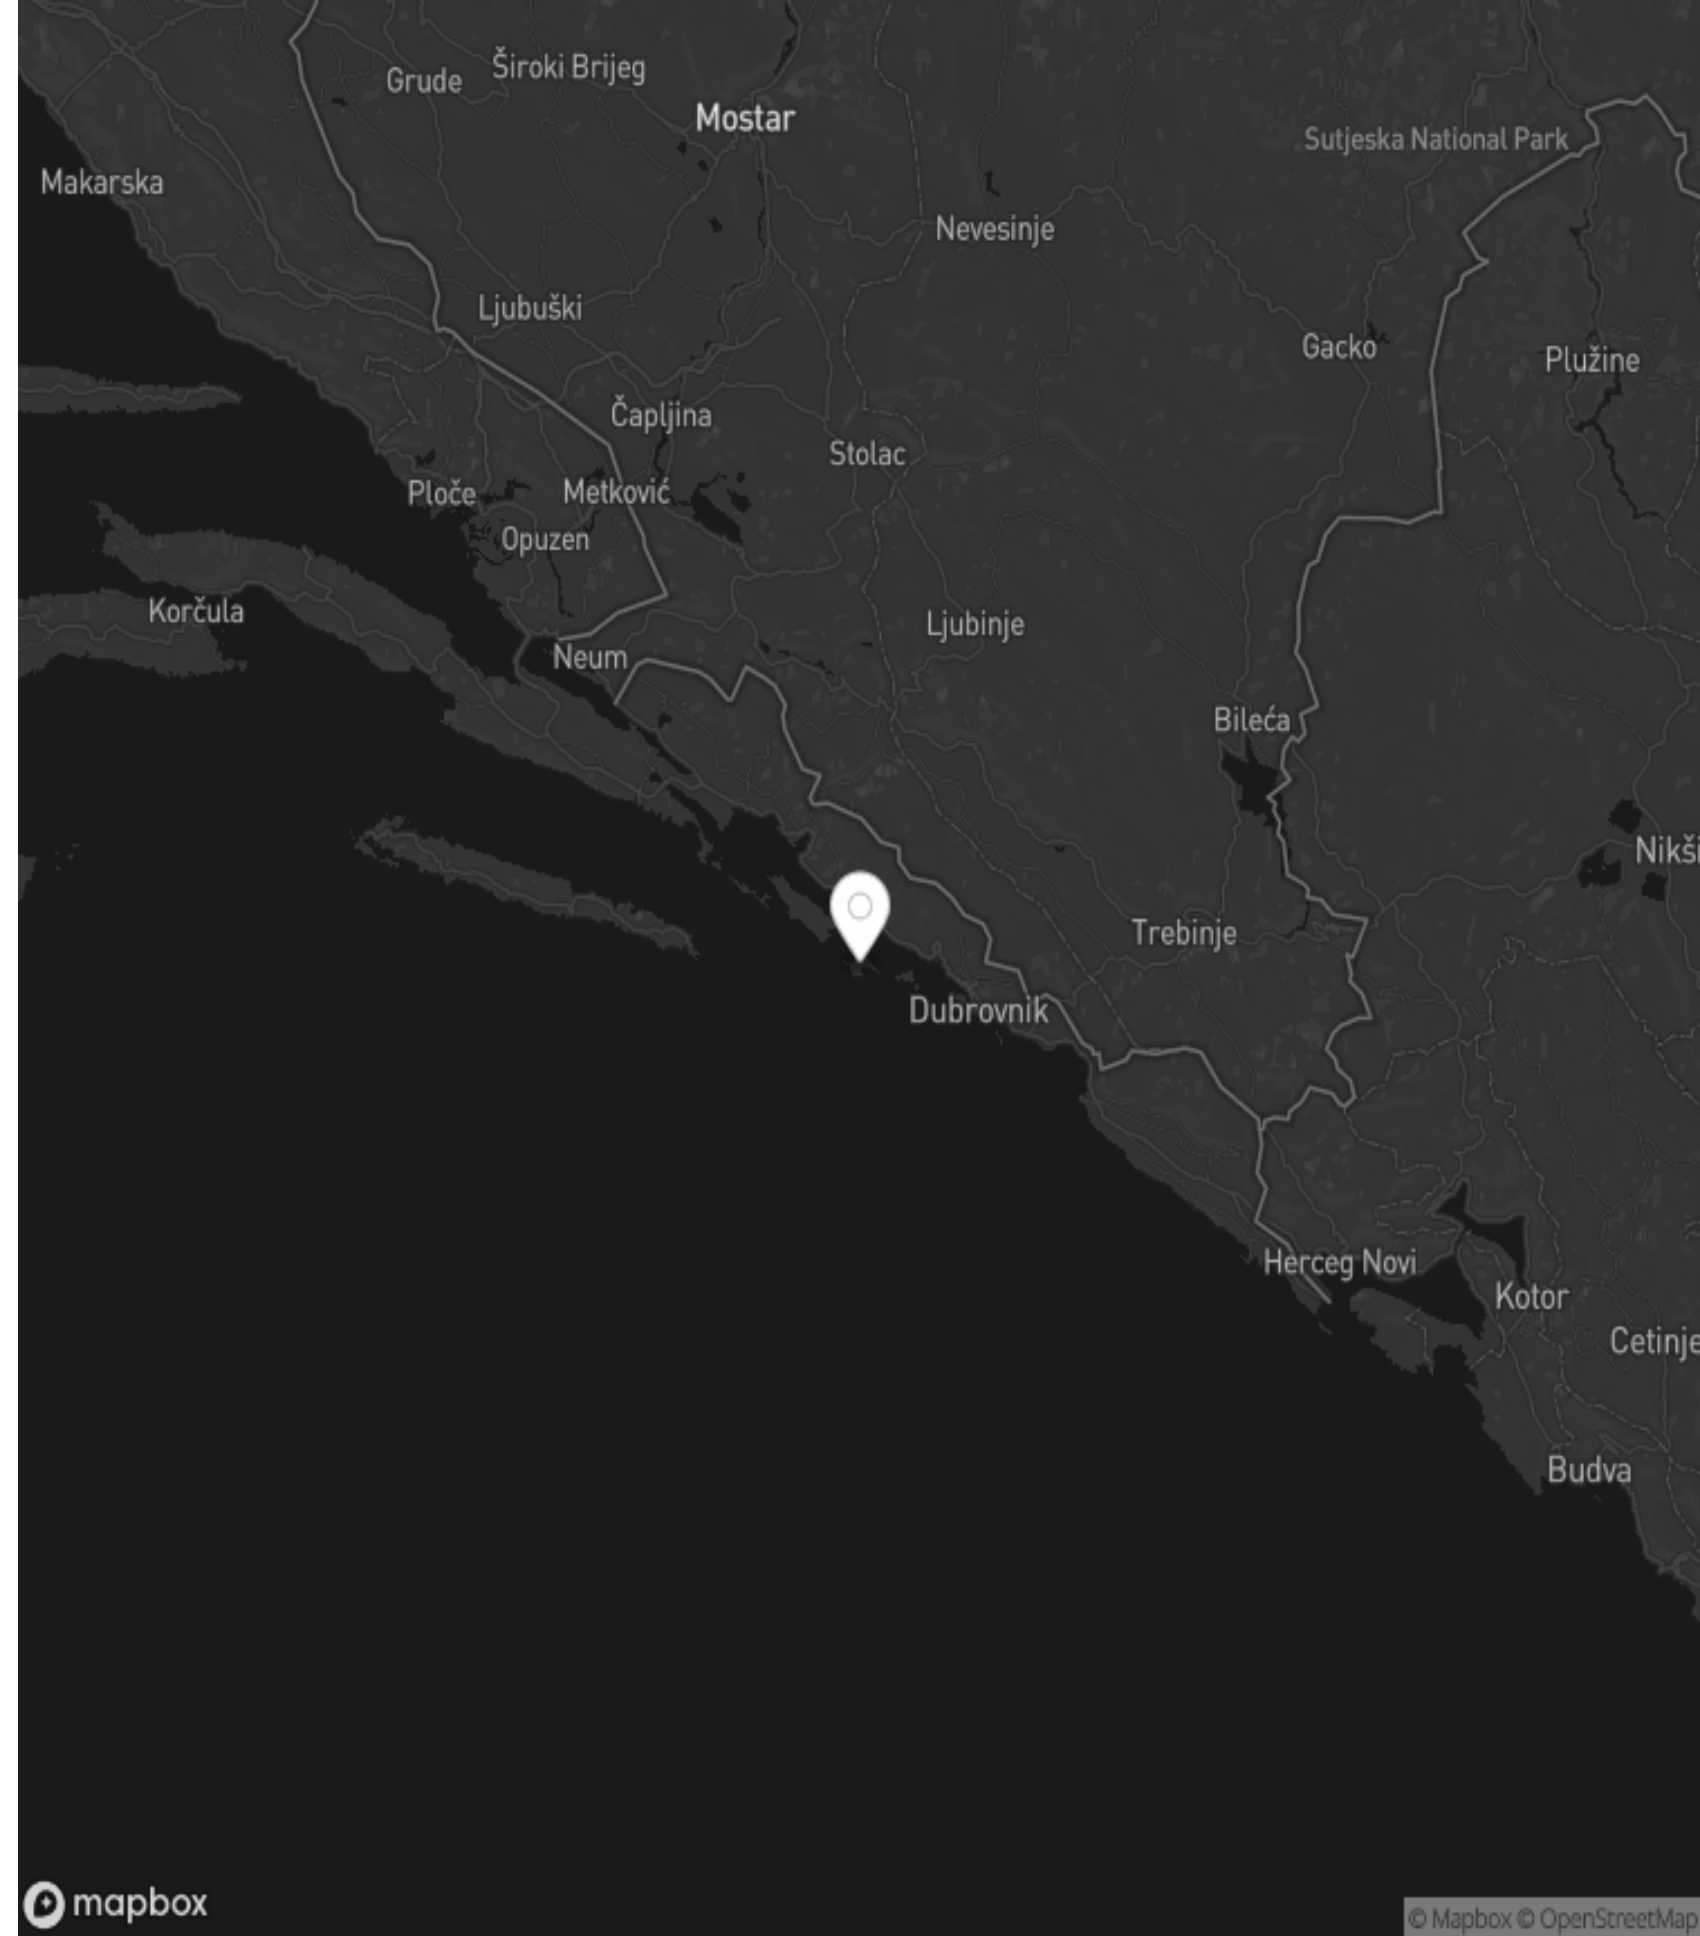 Široki Brijeg
Grude
Mostar
Sutjeska National Park
Makarska
Nevesinje
Ljubuški
Gacko
Plužine
Čapljina
Stolac
Ploče
Metković
Opuzen
Korčula
Ljubinje
Neum
Bileća
Nikši
Trebinje
Dubrovnik
Herceg Novi
Kotor
Cetinje
Budva
mapbox
© Mapbox © OpenStreetMap